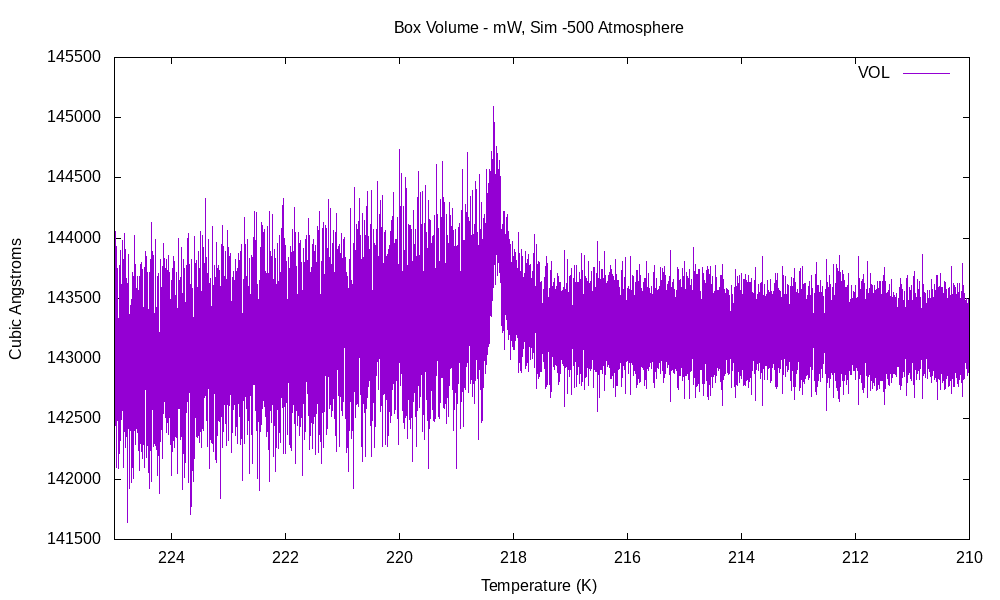 Box Volume - mW, Sim -500 Atmosphere
VOL
145500
145000
144500
144000
143500
143000
142500
142000
141500
Cubic Angstroms
224 222 220 218 216 214 212 210
Temperature (K)